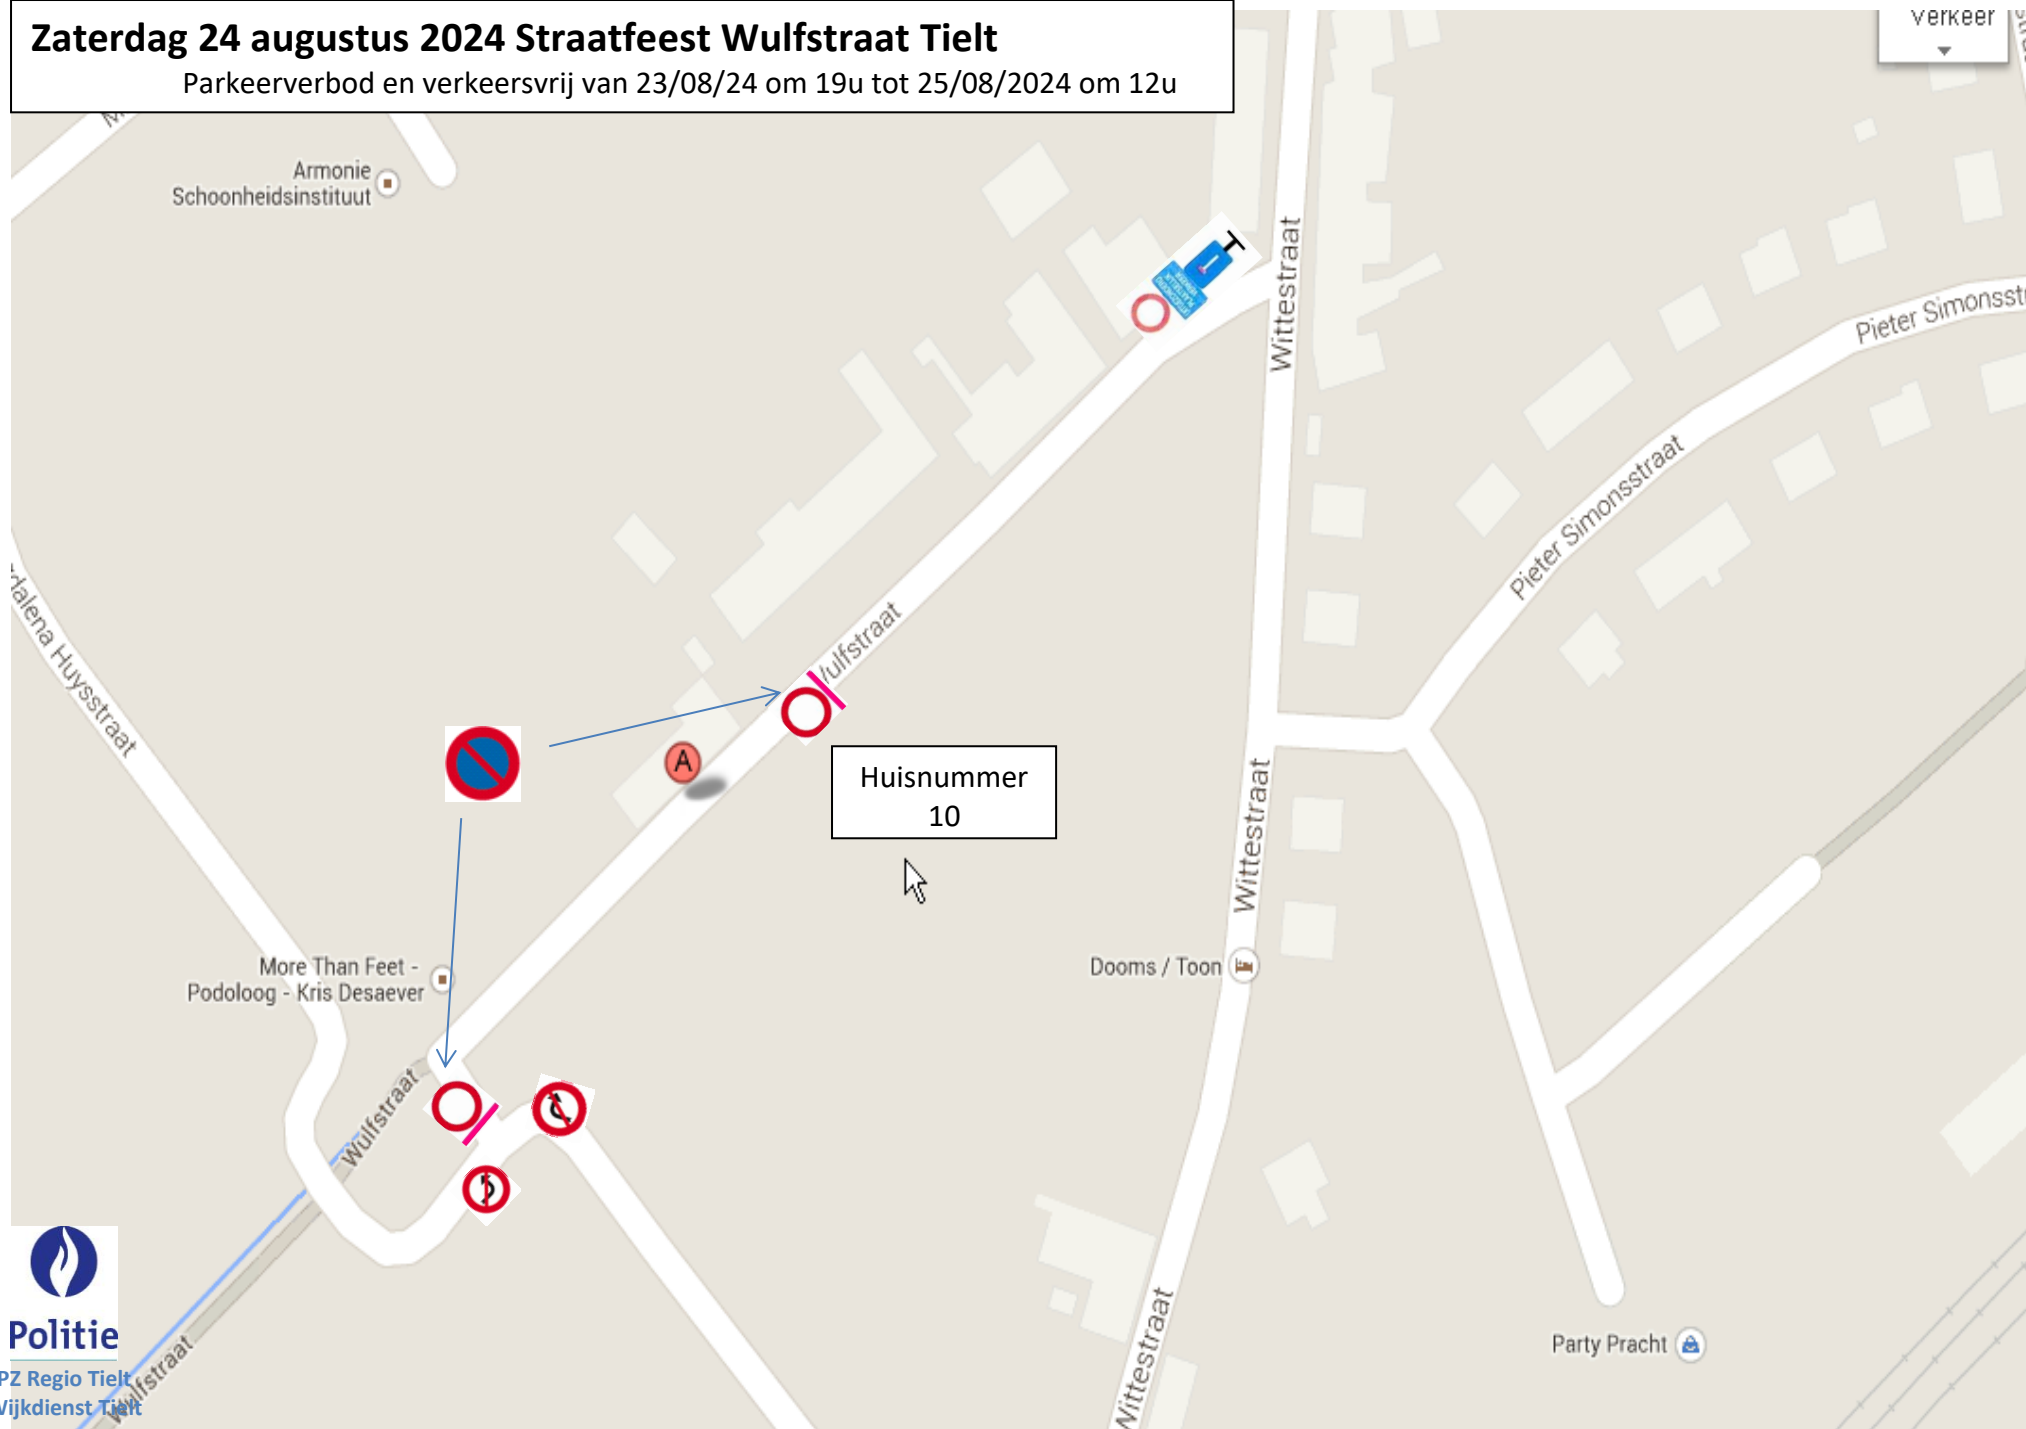 Zaterdag 24 augustus 2024 Straatfeest Wulfstraat Tielt
Parkeerverbod en verkeersvrij van 23/08/24 om 19u tot 25/08/2024 om 12u
Verkeer
Armonie
Schoonheidsinstituut
Wittestraat
Pieter Simonsstr
Pieter Simonsstraat
Wulfstraat
dalena Huysstraat
A
Huisnummer
10
Wittestraat
More Than Feet -
Podoloog - Kris Desaever
Dooms / Toon
Wulfstraat
Wittestraat
Party Pracht
Politie
PZ Regio Tielt
Wijkdienst Tielt
Wulfstraat